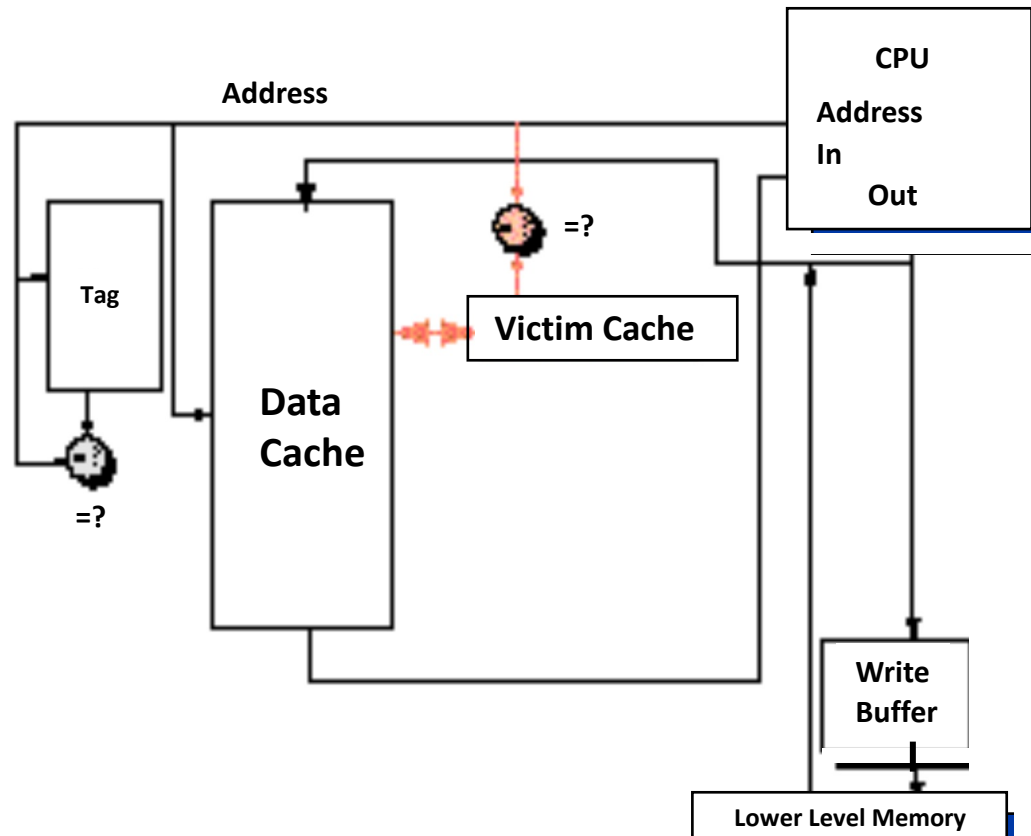 CPU
Address
Address
In
Out
=?
Tag
Victim Cache
Data
Cache
=?
Write
Buffer
Lower Level Memory